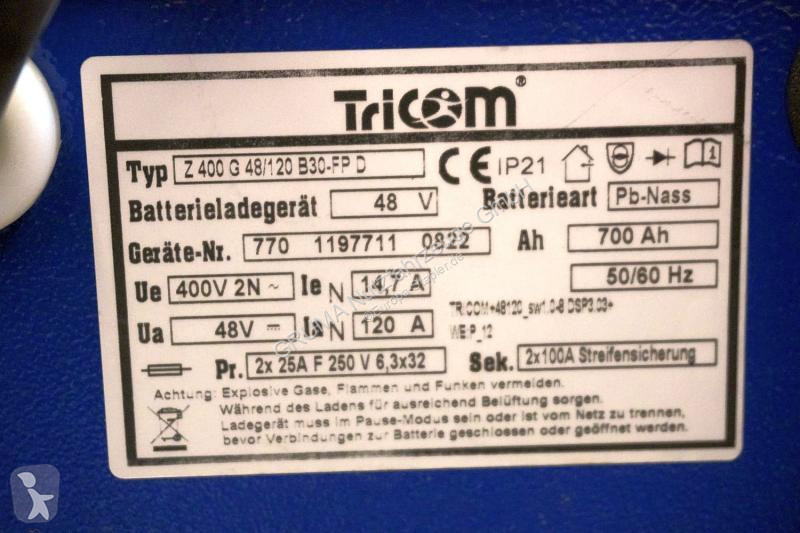 TriCOM®
Typ Z 400 G 48/120 B30-FP D CE IP21 1
Batterieladegerät 48 V Batterieart Pb-Nass
Geräte-Nr. 770 1197711 0822 Ah 700 Ah
Ue 400V 2N ~ Ie N 14,7 A 50/60 Hz
TRICOM+48120_sw1.0-8 DSP3.03+
Ua 48V Ia N 120 A WE:P_12
Pr. 2x 25A F 250 V 6,3x32 Sek. 2x100A Streifensicherung
Achtung: Explosive Gase, Flammen und Funken vermeiden.
Während des Ladens für ausreichend Belüftung sorgen.
Ladegerät muss im Pause-Modus sein oder ist vom Netz zu trennen,
bevor Verbindungen zur Batterie geschlossen oder geöffnet werden.